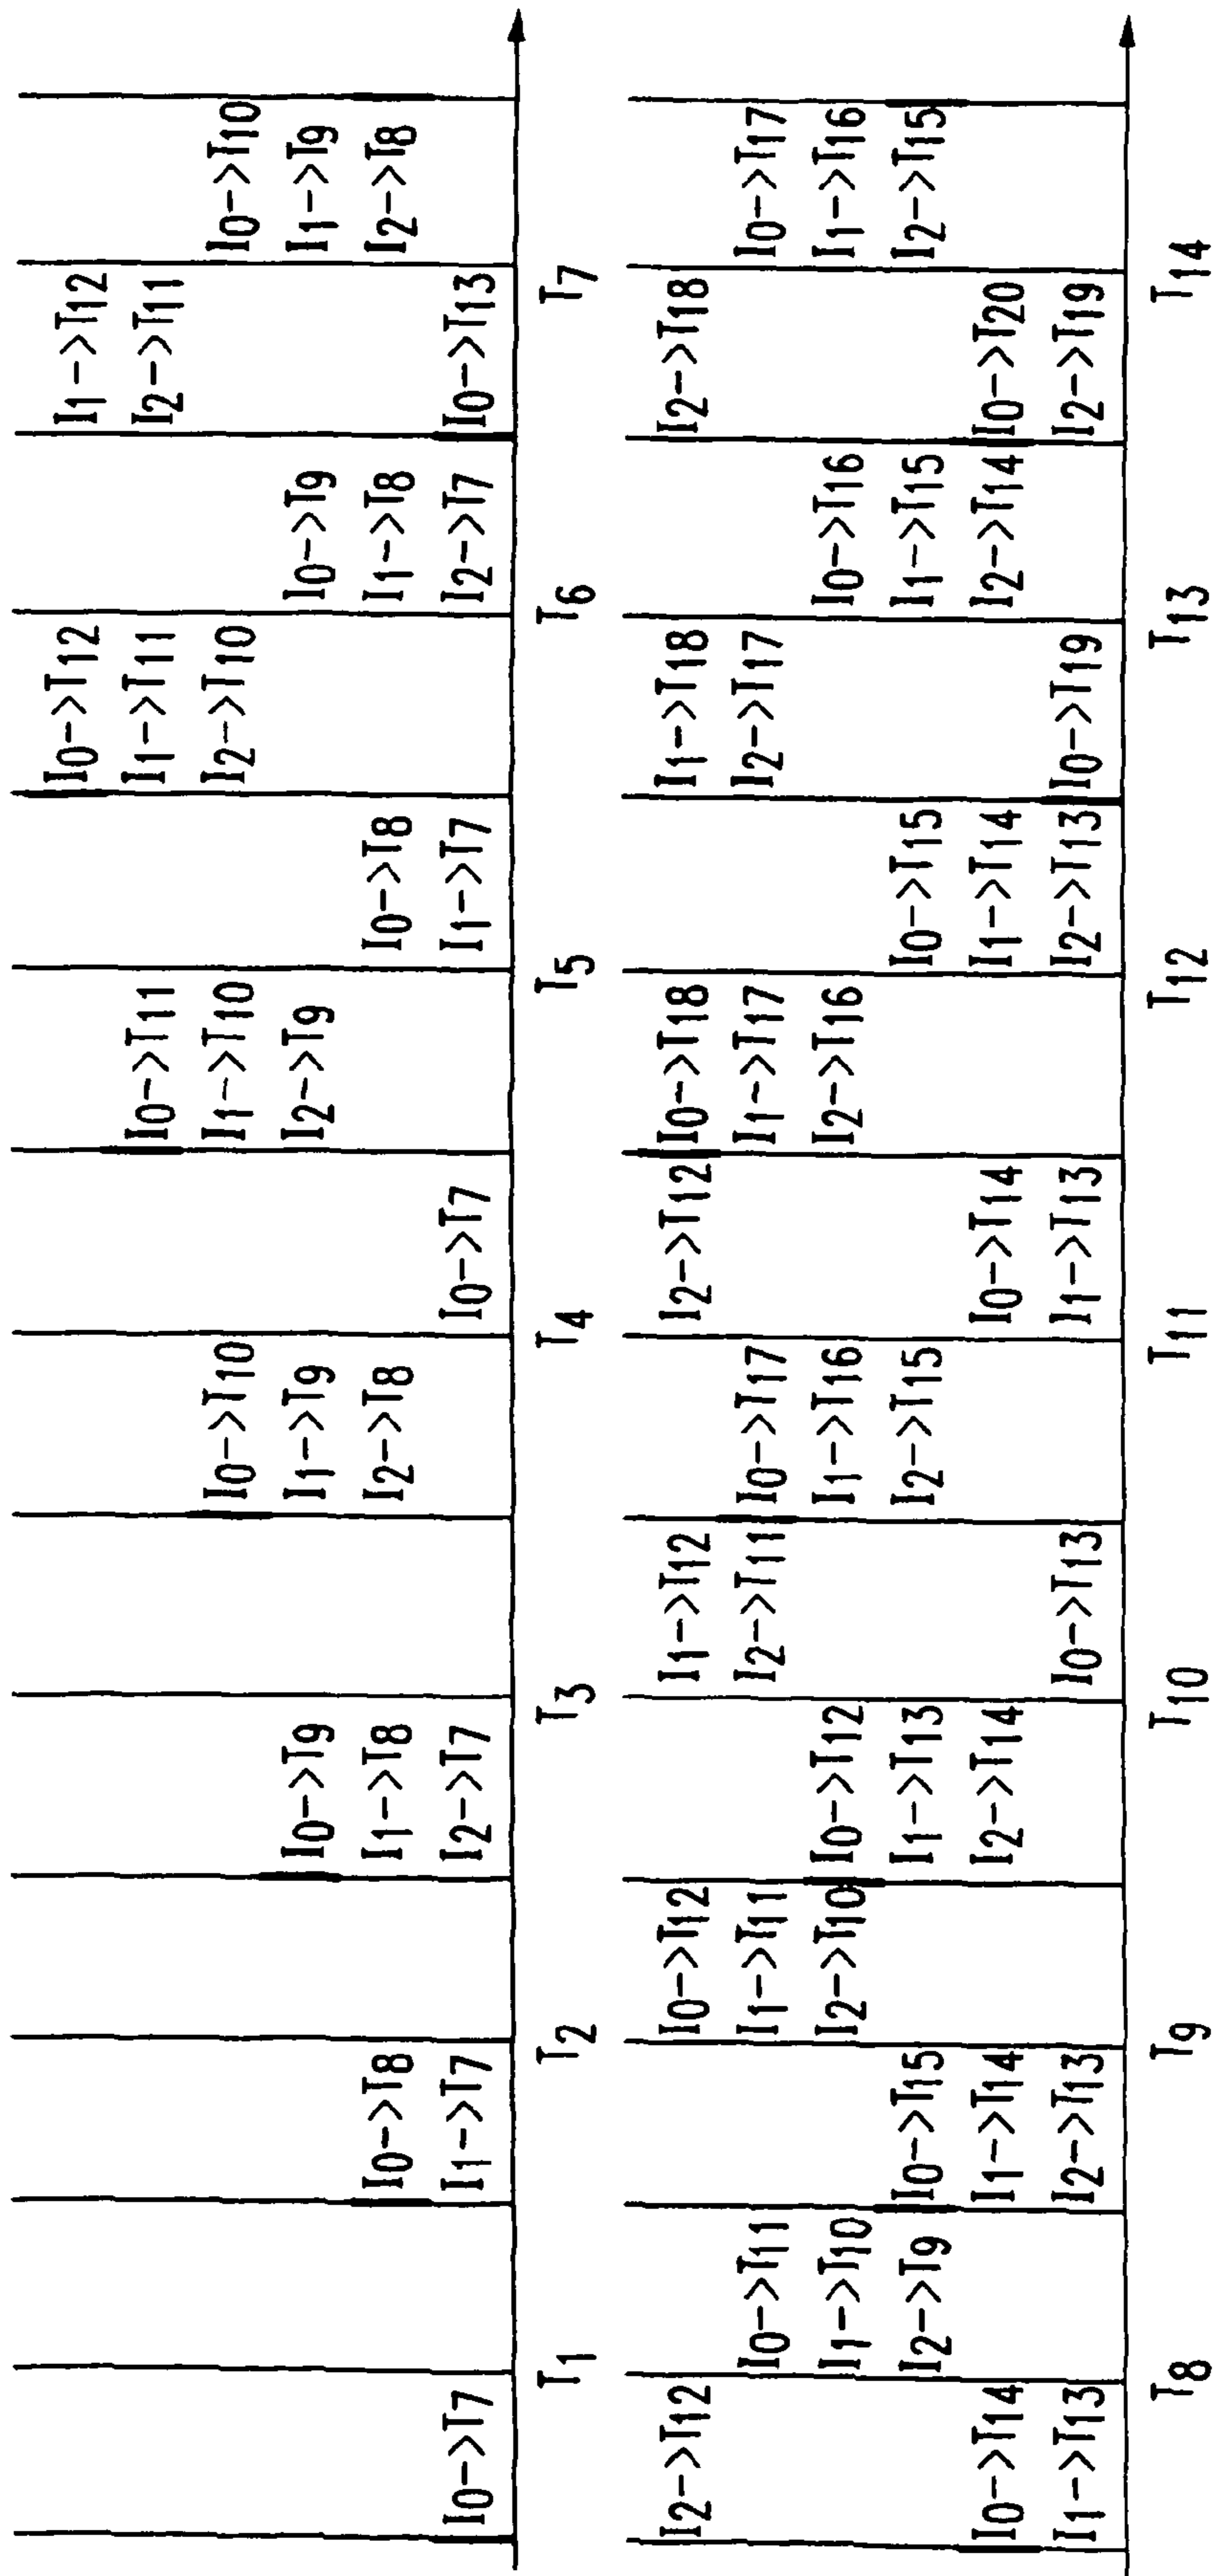 I0->T7
I0->T8
I1->T7
I0->T9
I1->T8
I2->T7
I0->T10
I1->T9
I2->T8
I0->T7
I0->T11
I1->T10
I2->T9
I0->T8
I1->T7
I0->T12
I1->T11
I2->T10
I0->T9
I1->T8
I2->T7
I1->T12
I2->T11
I0->T13
I0->T10
I1->T9
I2->T8
T1 T2 T3 T4 T5 T6 T7
I2->T12
I0->T14
I1->T13
I0->T11
I1->T10
I2->T9
I0->T15
I1->T14
I2->T13
I0->T12
I1->T11
I2->T10
I0->T12
I1->T13
I2->T14
I1->T12
I2->T11
I0->T13
I0->T17
I1->T16
I2->T15
I2->T12
I0->T14
I1->T13
I0->T18
I1->T17
I2->T16
I0->T15
I1->T14
I2->T13
I1->T18
I2->T17
I0->T19
I0->T16
I1->T15
I2->T14
I2->T18
I0->T20
I2->T19
I0->T17
I1->T16
I2->T15
T8 T9 T10 T11 T12 T13 T14